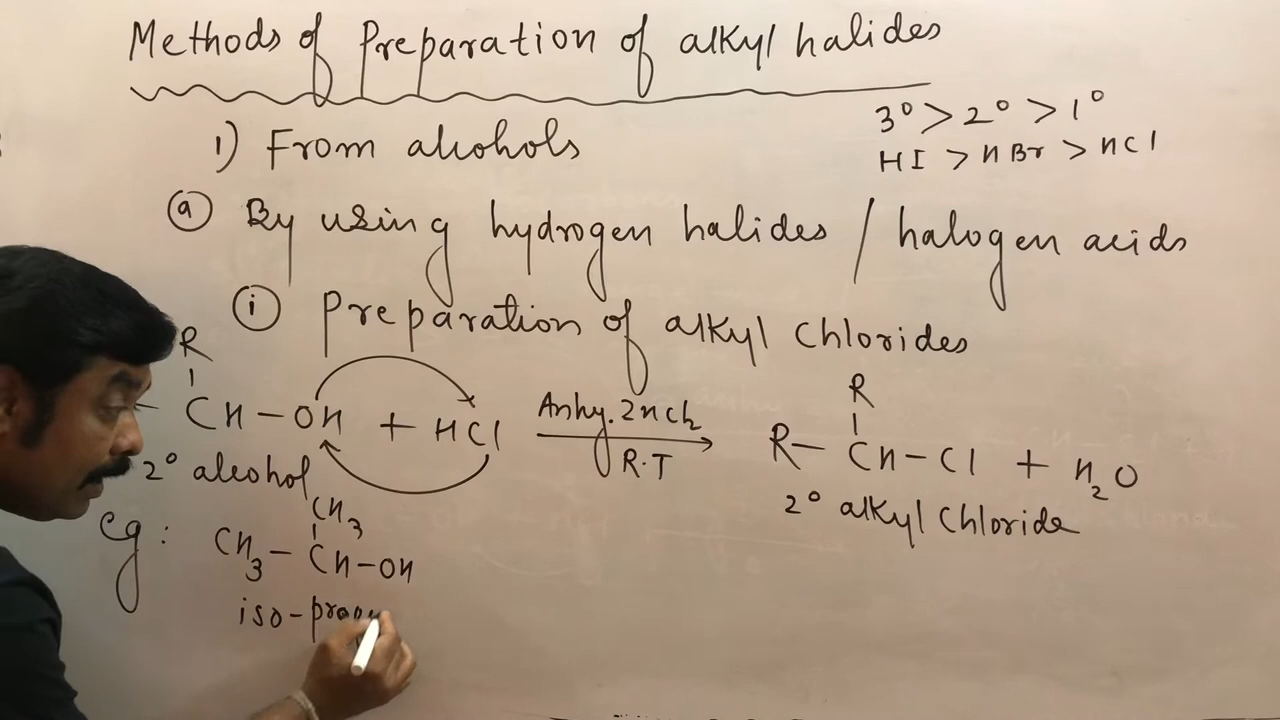 Methods of Preparation of alkyl halides
3° > 2° > 1°
HI > HBr > HCl
1) From alcohols
(a) By using hydrogen halides / halogen acids
(i) Preparation of alkyl Chlorides
R
CH – OH + HCl
Anhy. ZnCl2
R.T
R
R – CH – Cl + H2O
2° alcohol
2° alkyl Chloride
CH3
eg: CH3 – CH – OH
iso-propy